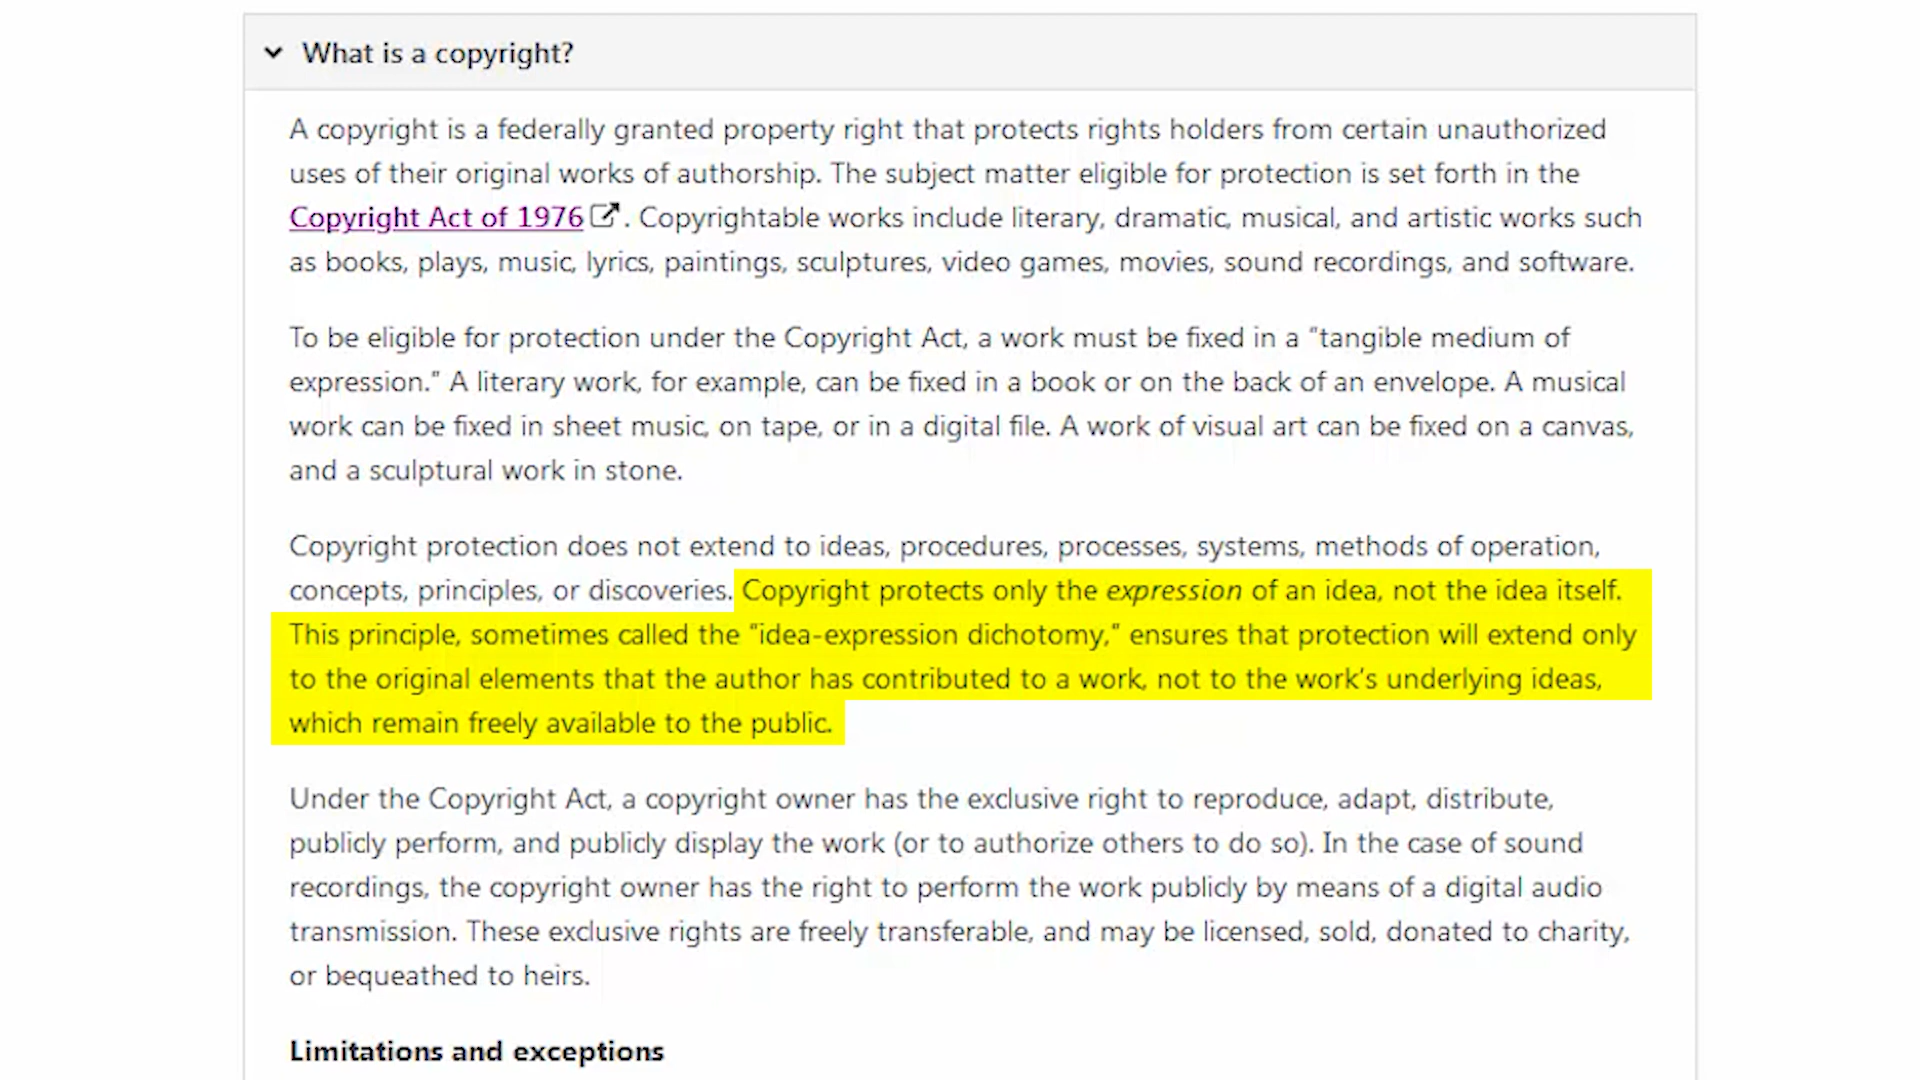 What is a copyright?
A copyright is a federally granted property right that protects rights holders from certain unauthorized
uses of their original works of authorship. The subject matter eligible for protection is set forth in the
Copyright Act of 1976. Copyrightable works include literary, dramatic, musical, and artistic works such
as books, plays, music, lyrics, paintings, sculptures, video games, movies, sound recordings, and software.
To be eligible for protection under the Copyright Act, a work must be fixed in a "tangible medium of
expression." A literary work, for example, can be fixed in a book or on the back of an envelope. A musical
work can be fixed in sheet music, on tape, or in a digital file. A work of visual art can be fixed on a canvas,
and a sculptural work in stone.
Copyright protection does not extend to ideas, procedures, processes, systems, methods of operation,
concepts, principles, or discoveries. Copyright protects only the expression of an idea, not the idea itself.
This principle, sometimes called the "idea-expression dichotomy," ensures that protection will extend only
to the original elements that the author has contributed to a work, not to the work's underlying ideas,
which remain freely available to the public.
Under the Copyright Act, a copyright owner has the exclusive right to reproduce, adapt, distribute,
publicly perform, and publicly display the work (or to authorize others to do so). In the case of sound
recordings, the copyright owner has the right to perform the work publicly by means of a digital audio
transmission. These exclusive rights are freely transferable, and may be licensed, sold, donated to charity,
or bequeathed to heirs.
Limitations and exceptions